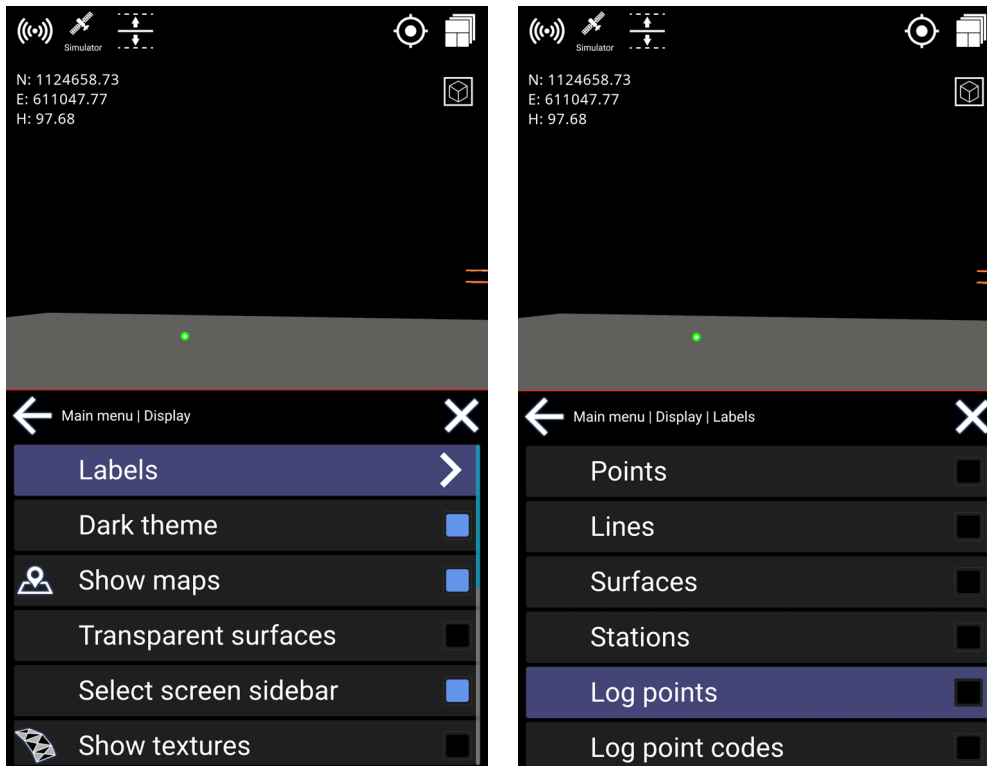 Simulator
N: 1124658.73
E: 611047.77
H: 97.68
Main menu | Display
Labels
Dark theme
Show maps
Transparent surfaces
Select screen sidebar
Show textures
Simulator
N: 1124658.73
E: 611047.77
H: 97.68
Main menu | Display | Labels
Points
Lines
Surfaces
Stations
Log points
Log point codes